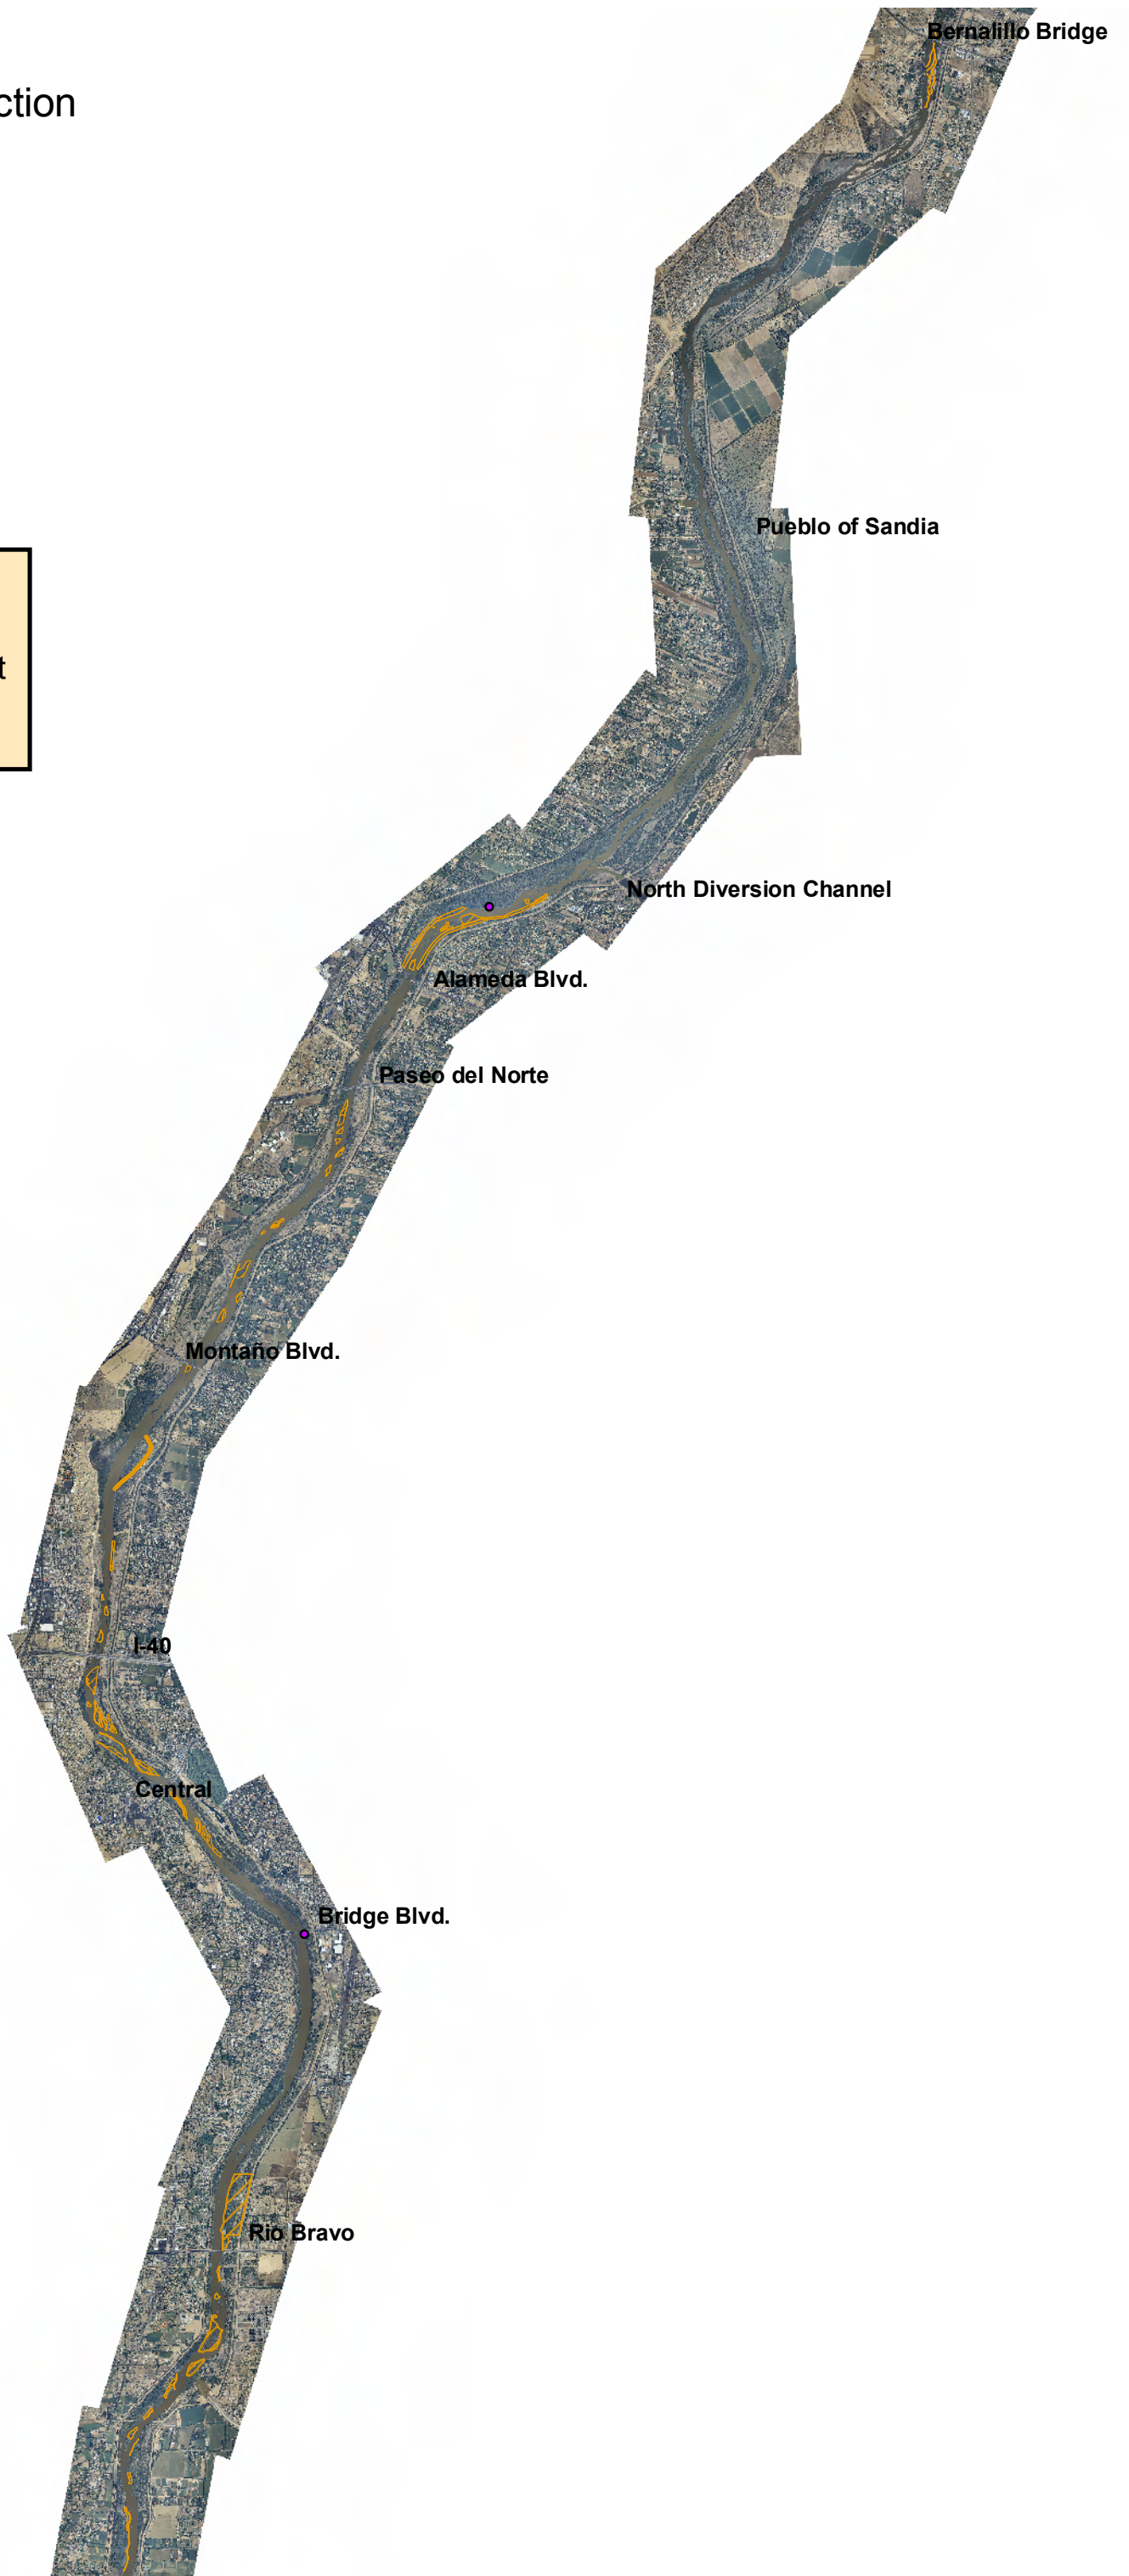 Bernalillo Bridge
ction
Pueblo of Sandia
t
North Diversion Channel
Alameda Blvd.
Paseo del Norte
Montaño Blvd.
I-40
Central
Bridge Blvd.
Rio Bravo